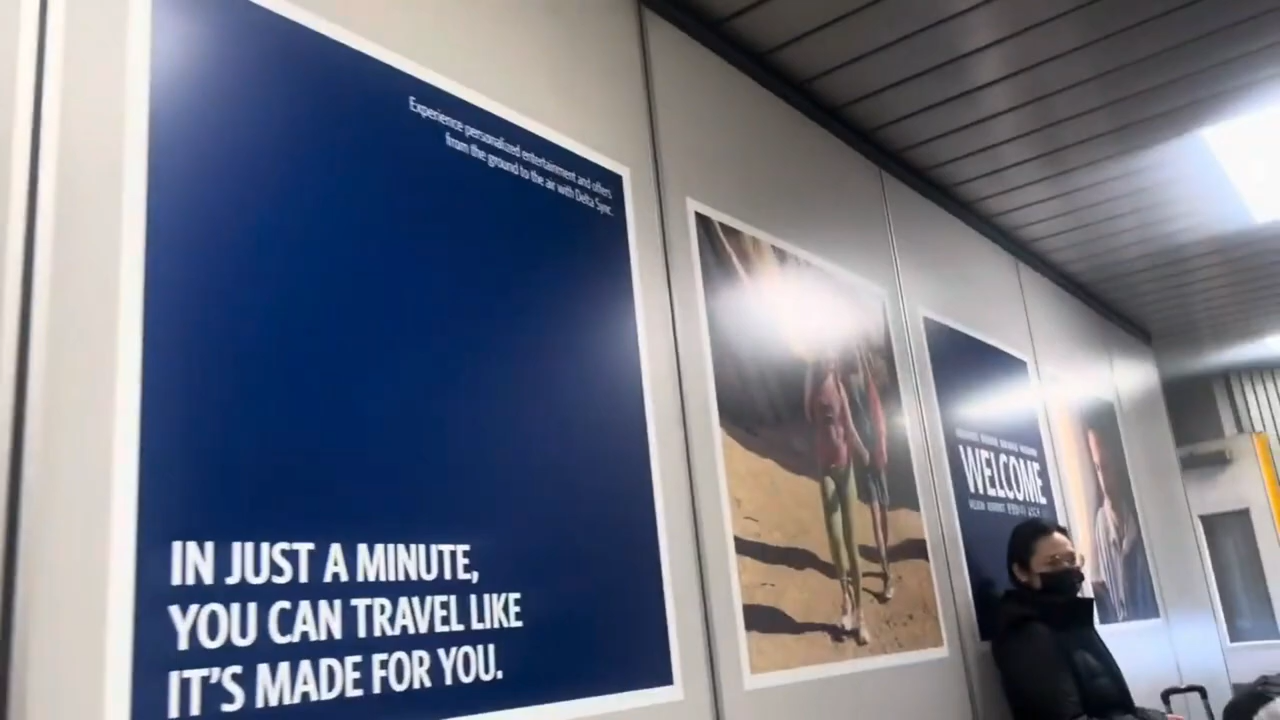 Experience personalized entertainment and offers
from the ground to the air with Delta Sync.
IN JUST A MINUTE,
YOU CAN TRAVEL LIKE
IT'S MADE FOR YOU.
WELCOME